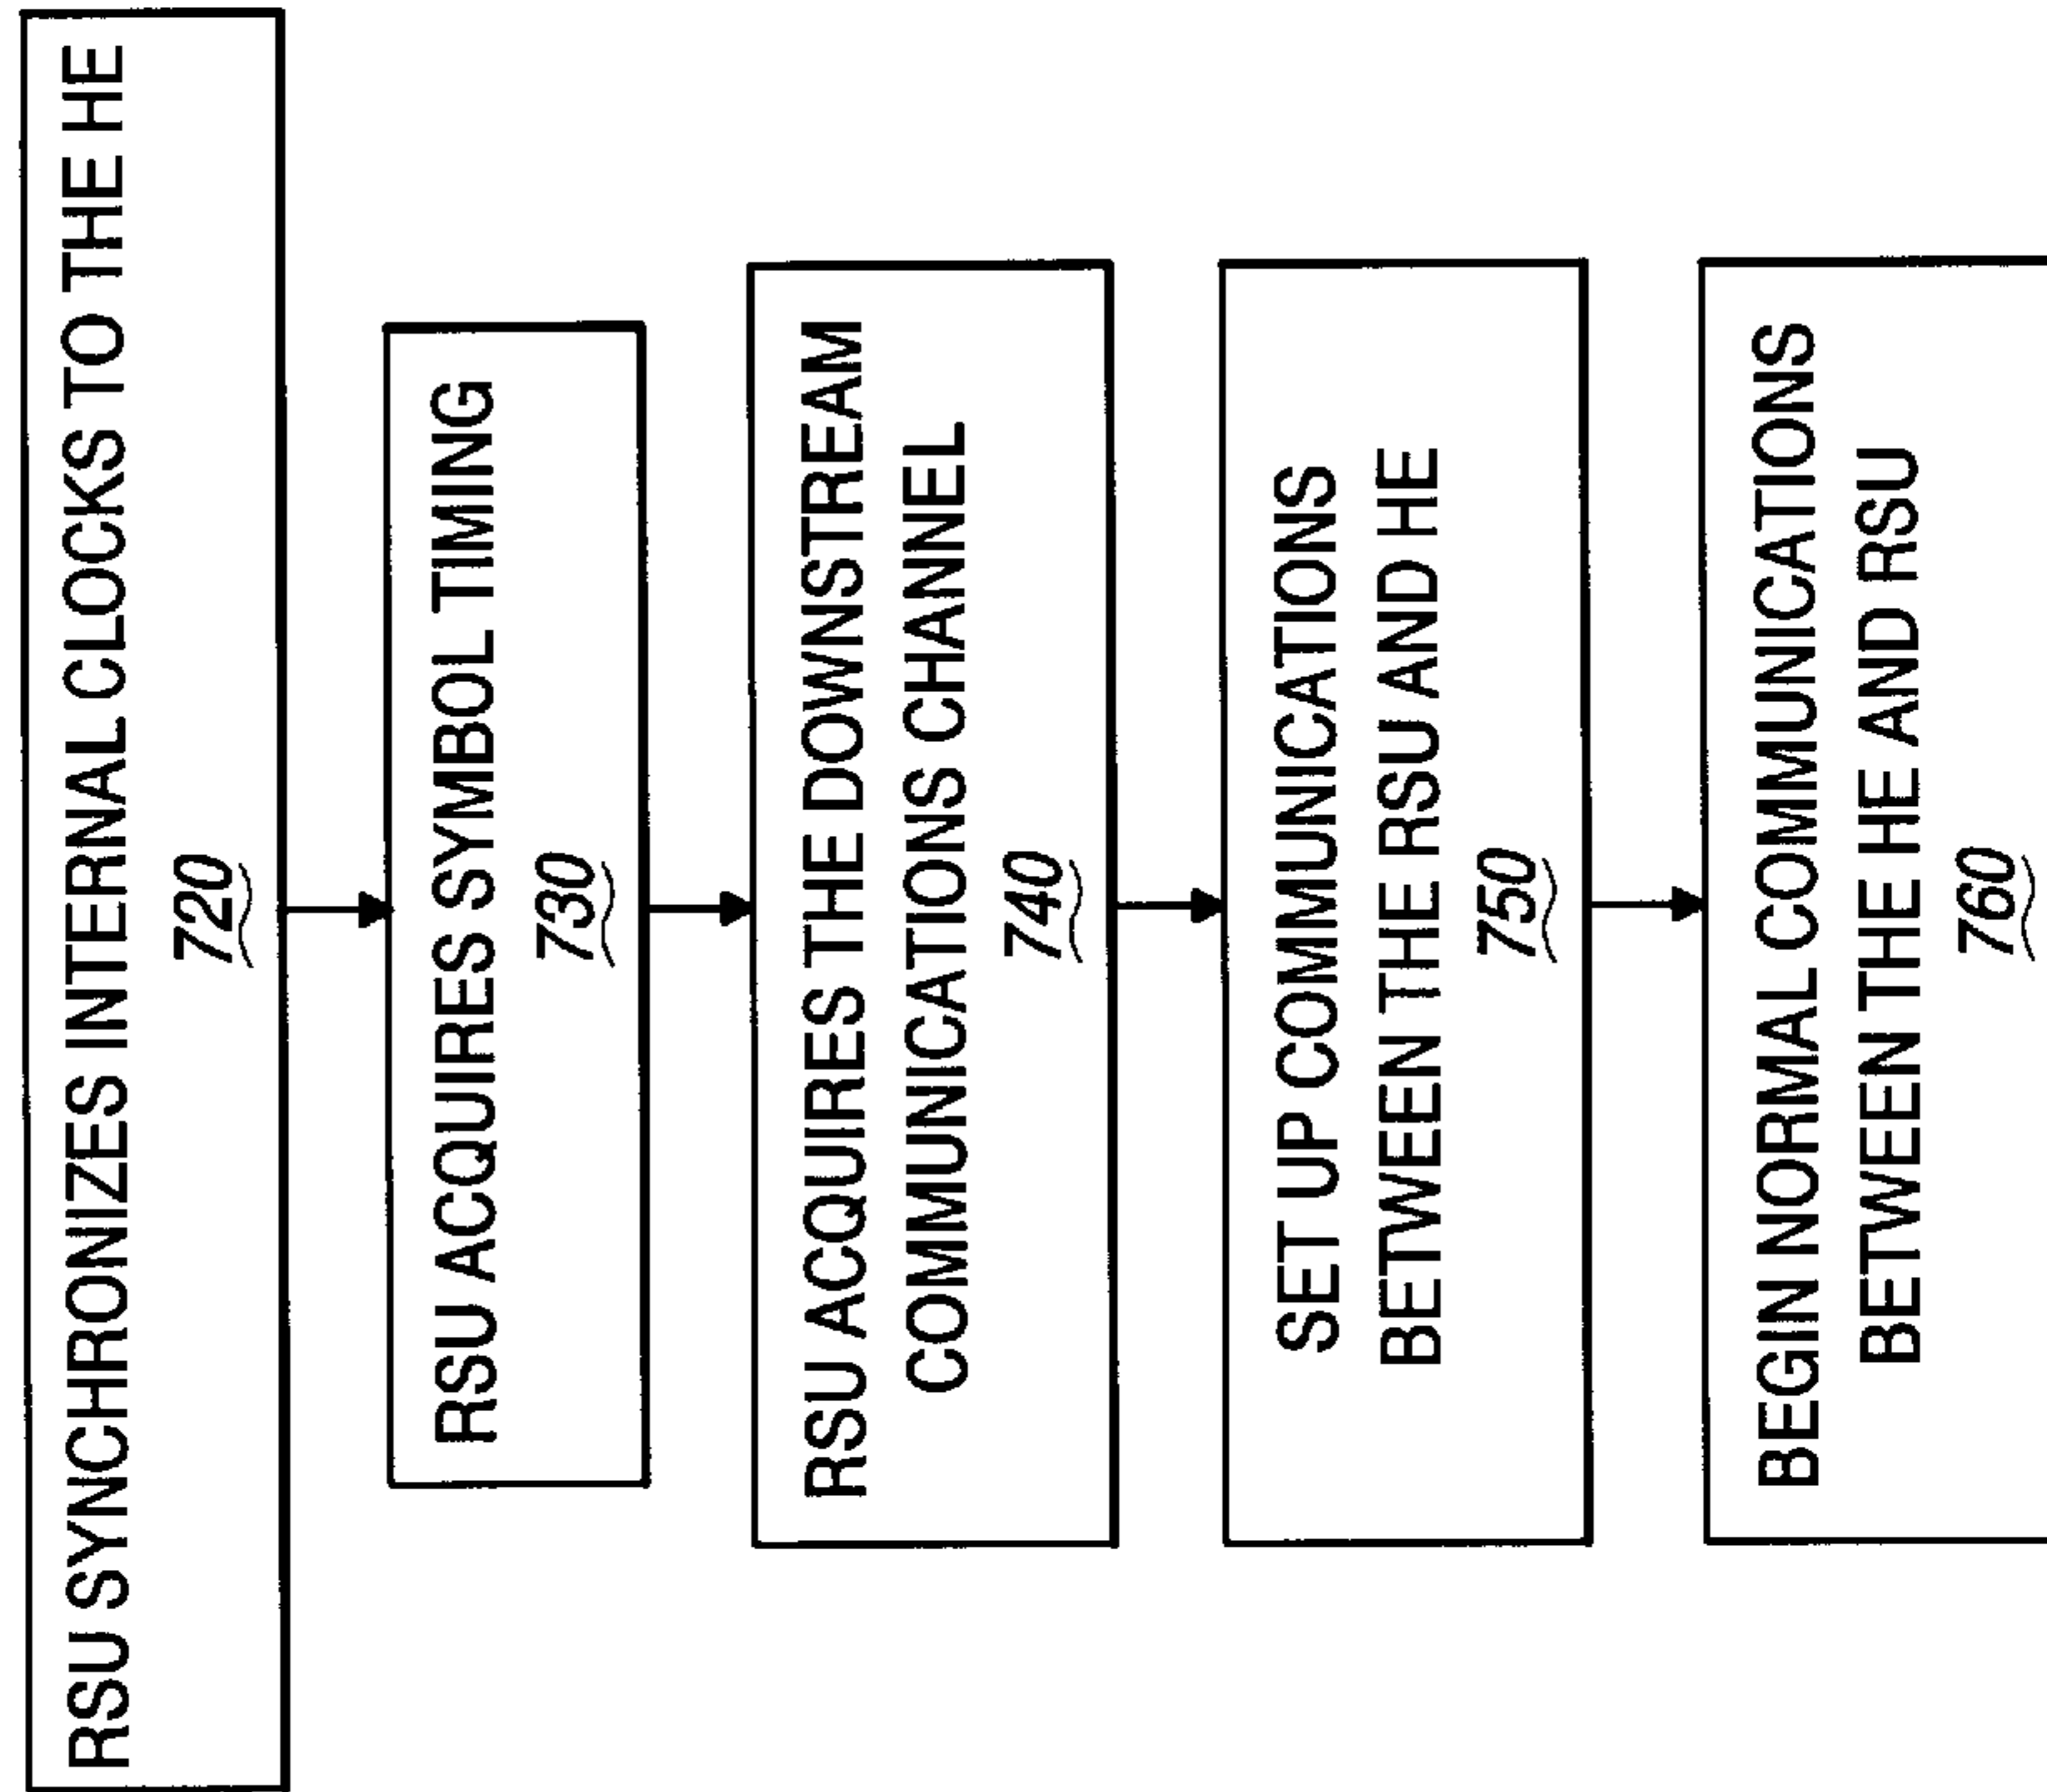 RSU SYNCHRONIZES INTERNAL CLOCKS TO THE HE
720
RSU ACQUIRES SYMBOL TIMING
730
RSU ACQUIRES THE DOWNSTREAM
COMMUNICATIONS CHANNEL
740
SET UP COMMUNICATIONS
BETWEEN THE RSU AND HE
750
BEGIN NORMAL COMMUNICATIONS
BETWEEN THE HE AND RSU
760